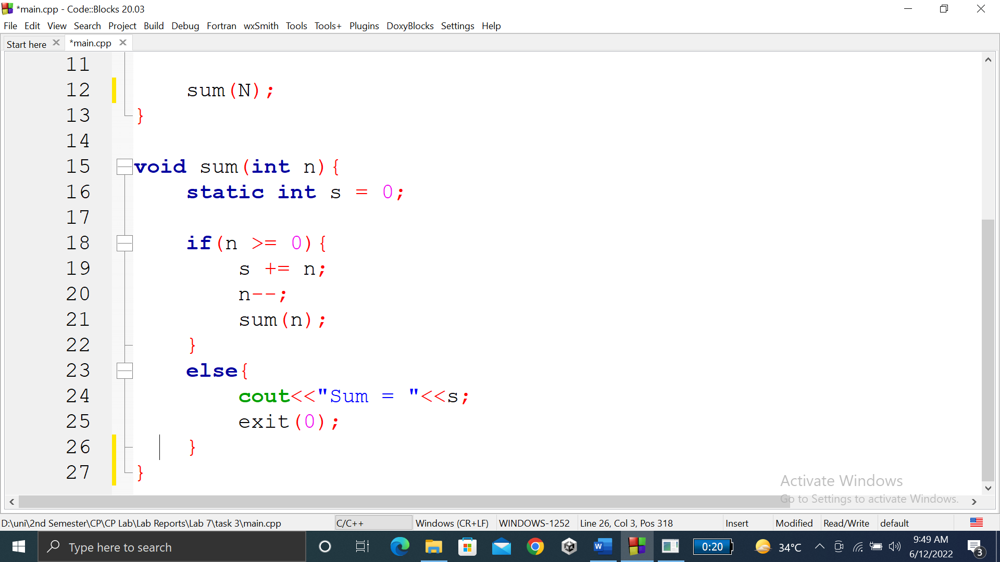 *main.cpp - Code::Blocks 20.03
File Edit View Search Project Build Debug Fortran wxSmith Tools Tools+ Plugins DoxyBlocks Settings Help
Start here *main.cpp
11
12 sum(N);
13 }
14
15 void sum(int n){
16 static int s = 0;
17
18 if(n >= 0){
19 s += n;
20 n--;
21 sum(n);
22 }
23 else{
24 cout<<"Sum = "<<s;
25 exit(0);
26 }
27 }
Activate Windows
Go to Settings to activate Windows.
D:\uni\2nd Semester\CP\CP Lab\Lab Reports\Lab 7\task 3\main.cpp C/C++ Windows (CR+LF) WINDOWS-1252 Line 26, Col 3, Pos 318 Insert Modified Read/Write default
Type here to search W 0:20 34°C 9:49 AM
6/12/2022 3